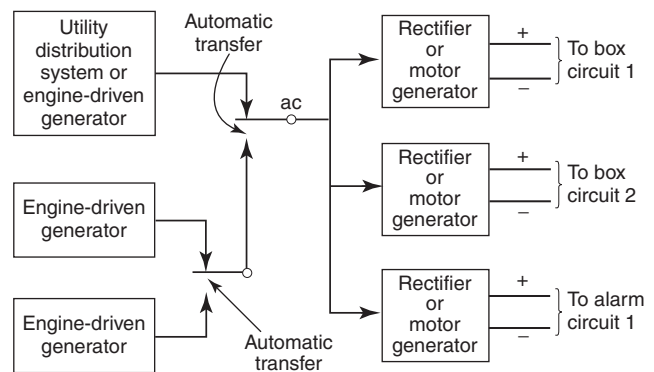 Utility
distribution
system or
engine-driven
generator
Automatic
transfer
ac
Rectifier
or
motor
generator
+
−
To box
circuit 1
Rectifier
or
motor
generator
+
−
To box
circuit 2
Engine-driven
generator
Engine-driven
generator
Automatic
transfer
Rectifier
or
motor
generator
+
−
To alarm
circuit 1